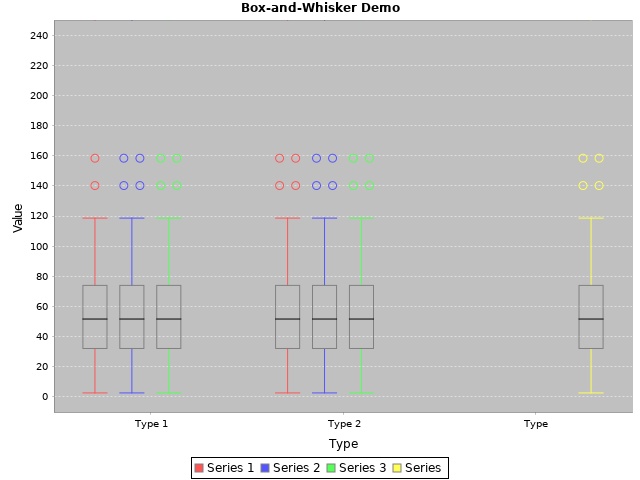 Box-and-Whisker Demo
240
220
200
180
160
140
120
100
80
60
40
20
0
Value
Type 1 Type 2 Type
Type
Series 1 Series 2 Series 3 Series